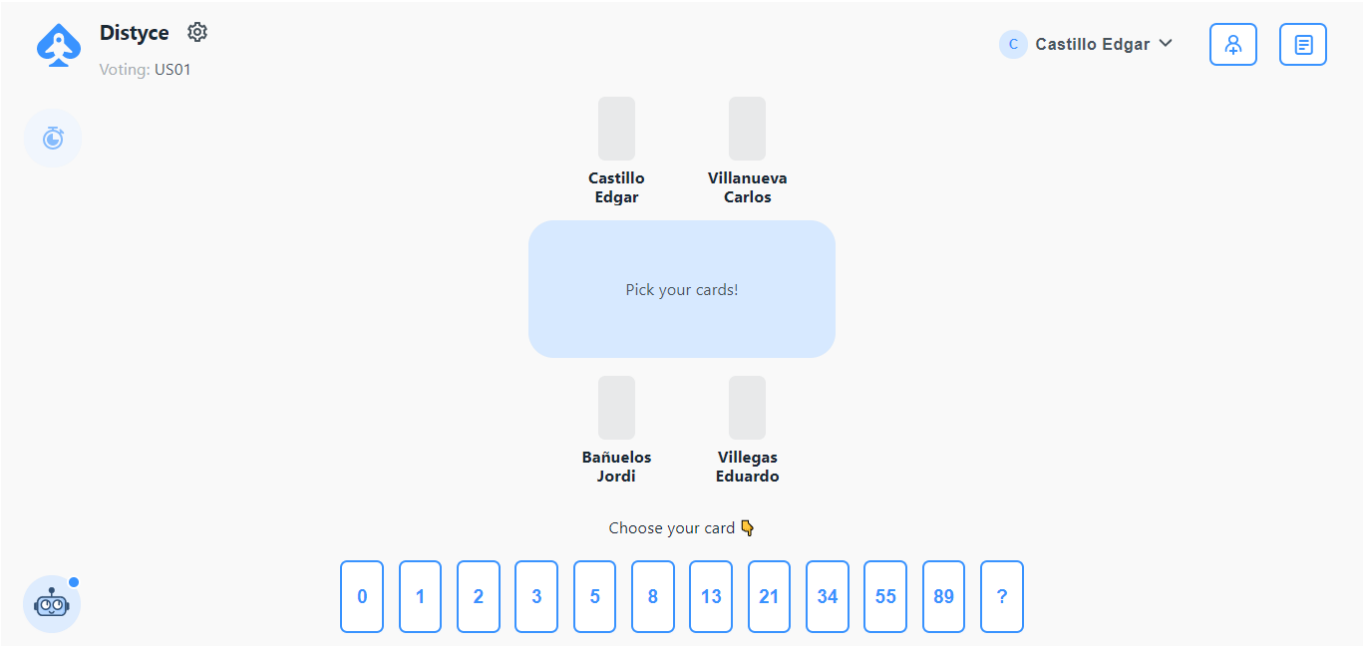 Distyce
Voting: US01
C Castillo Edgar
Castillo
Edgar
Villanueva
Carlos
Pick your cards!
Bañuelos
Jordi
Villegas
Eduardo
Choose your card 👇
0 1 2 3 5 8 13 21 34 55 89 ?